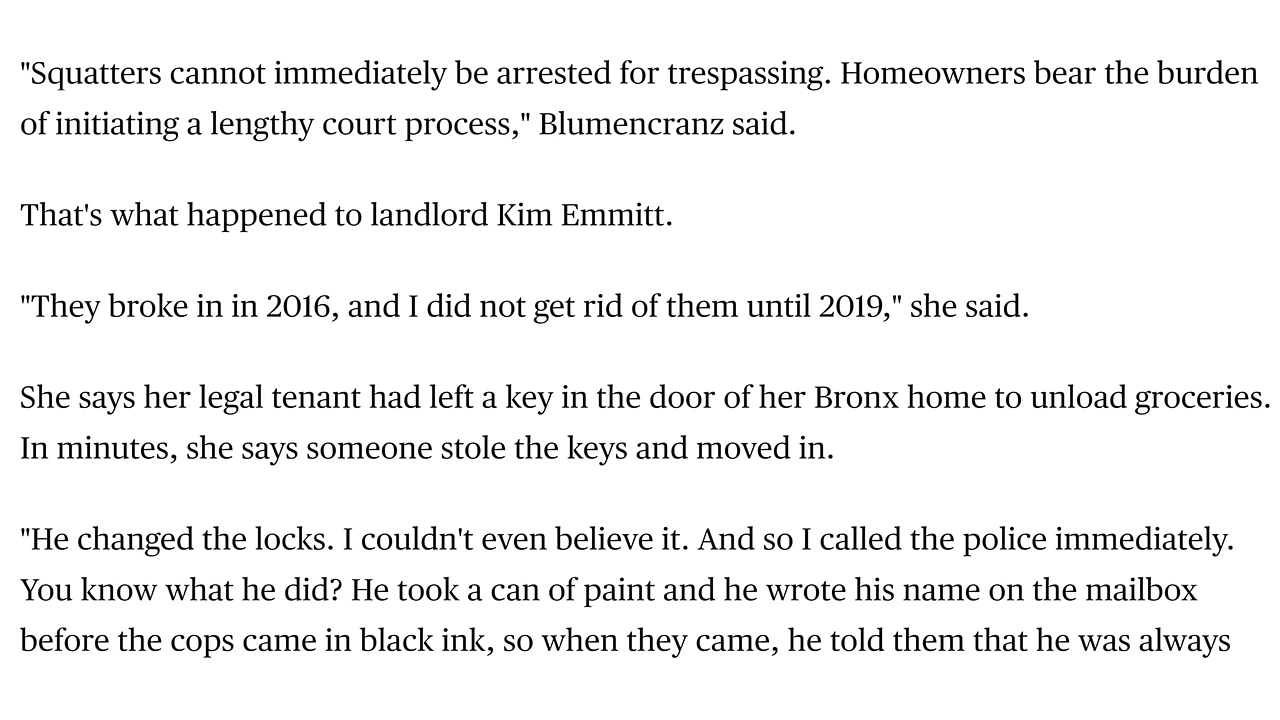 "Squatters cannot immediately be arrested for trespassing. Homeowners bear the burden
of initiating a lengthy court process," Blumencranz said.
That's what happened to landlord Kim Emmitt.
"They broke in in 2016, and I did not get rid of them until 2019," she said.
She says her legal tenant had left a key in the door of her Bronx home to unload groceries.
In minutes, she says someone stole the keys and moved in.
"He changed the locks. I couldn't even believe it. And so I called the police immediately.
You know what he did? He took a can of paint and he wrote his name on the mailbox
before the cops came in black ink, so when they came, he told them that he was always